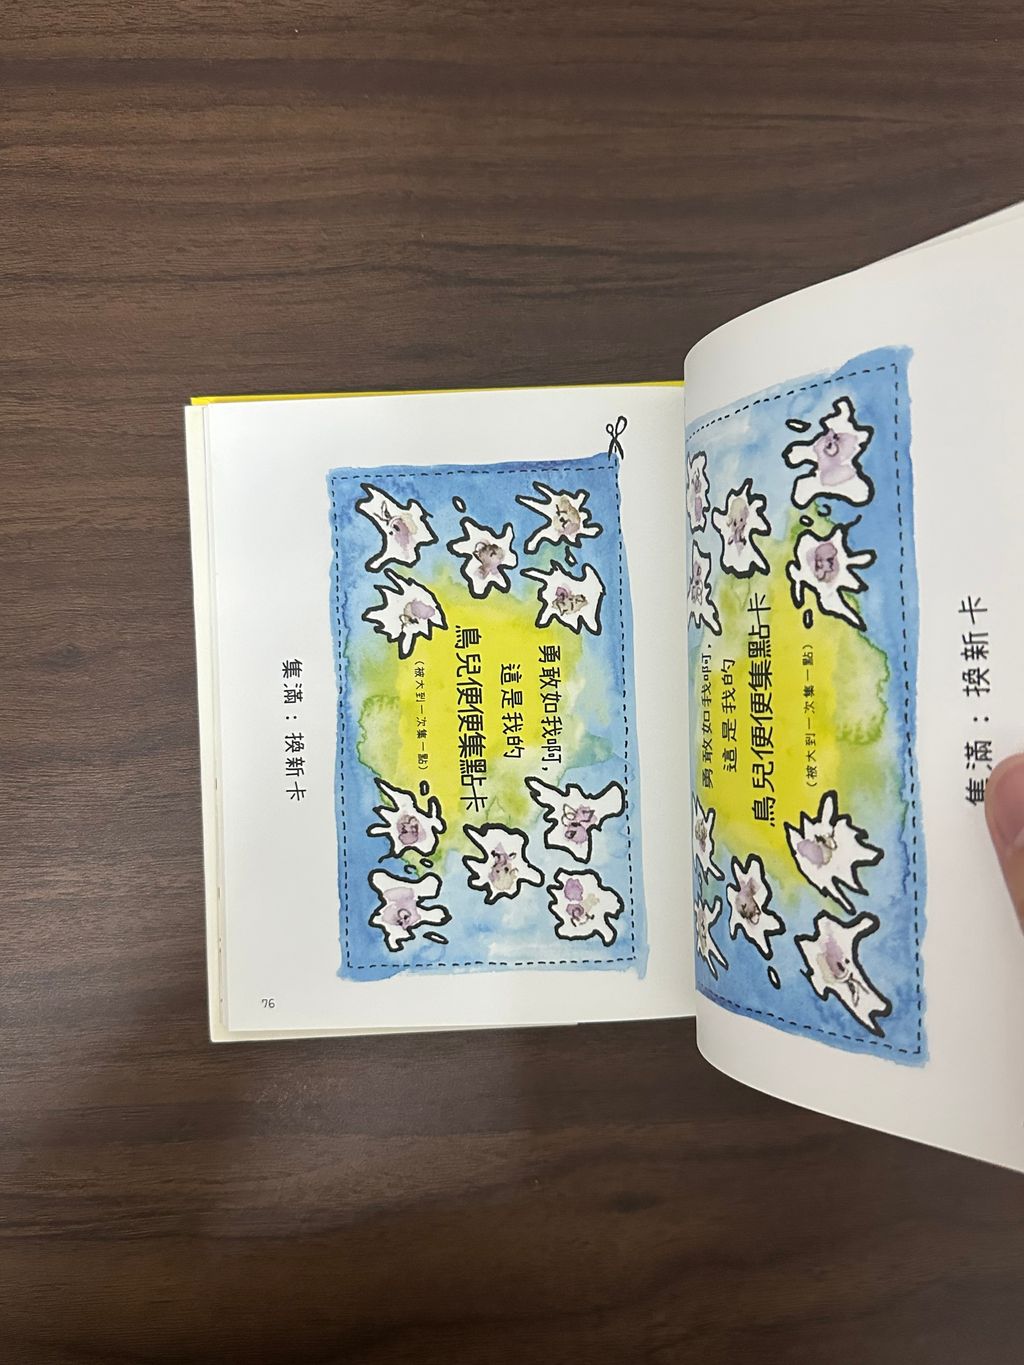 勇敢如我啊，
這是我的
鳥兒便便集點卡
（被大到一次集一點）
集滿：換新卡
76
勇敢如我啊，
這是我的
鳥兒便便集點卡
（被大到一次集一點）
集滿：換新卡